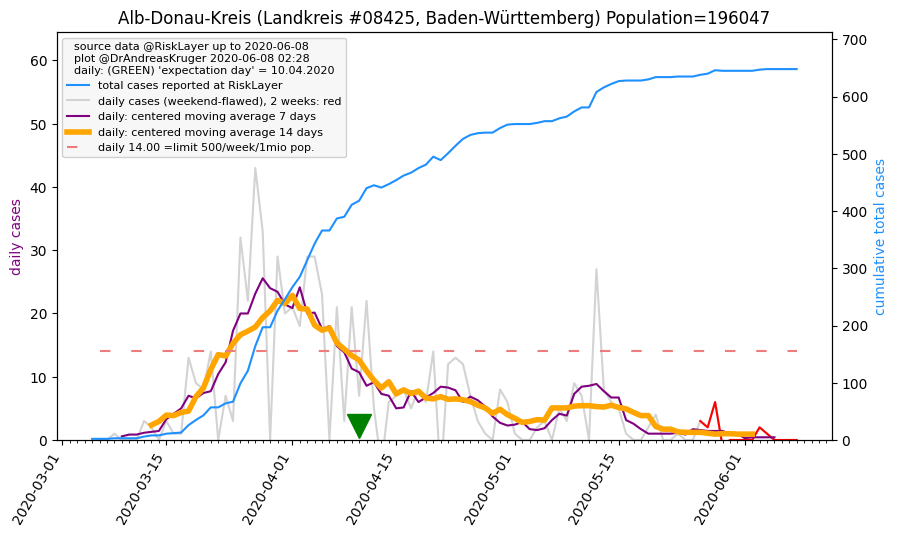 Alb-Donau-Kreis (Landkreis #08425, Baden-Württemberg) Population=196047
source data @RiskLayer up to 2020-06-08
plot @DrAndreasKruger 2020-06-08 02:28
daily: (GREEN) 'expectation day' = 10.04.2020
total cases reported at RiskLayer
daily cases (weekend-flawed), 2 weeks: red
daily: centered moving average 7 days
daily: centered moving average 14 days
daily 14.00 =limit 500/week/1mio pop.
daily cases
60
50
40
30
20
10
0
cumulative total cases
700
600
500
400
300
200
100
0
2020-03-01
2020-03-15
2020-04-01
2020-04-15
2020-05-01
2020-05-15
2020-06-01